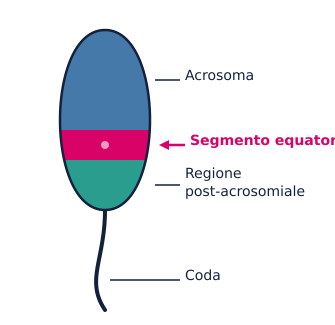 Acrosoma
Segmento equator
Regione
post-acrosomiale
Coda